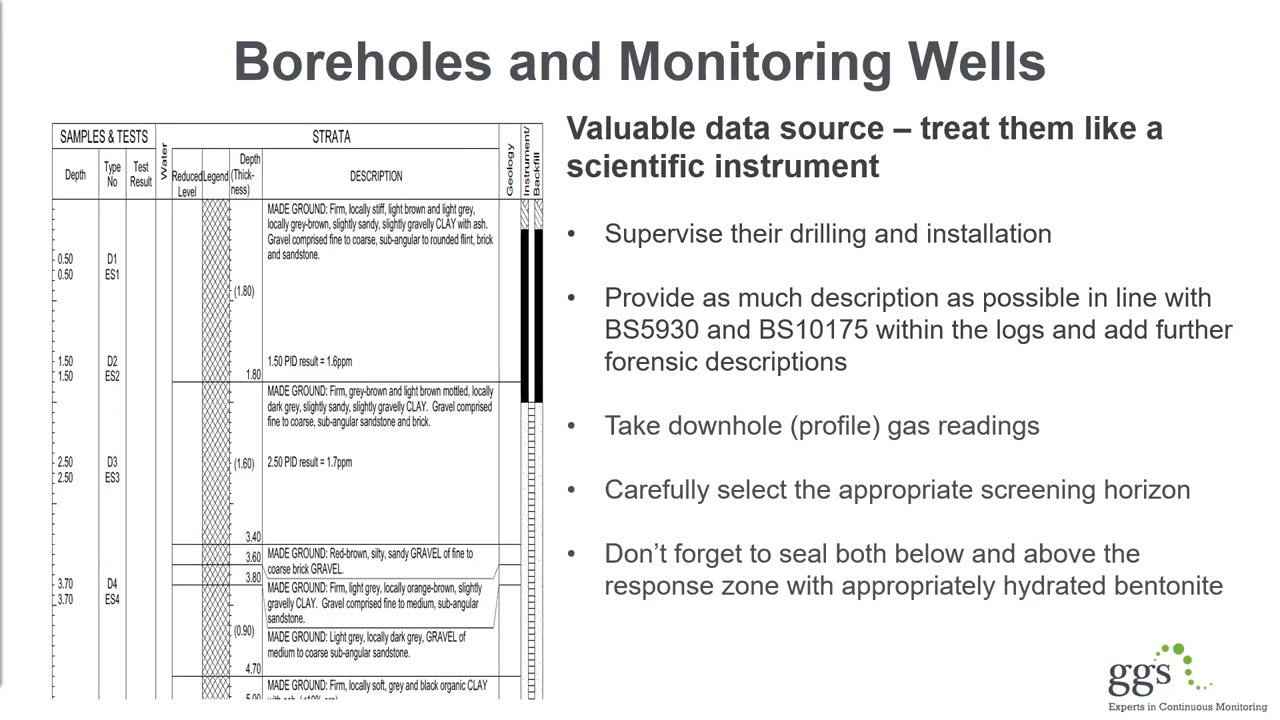 Boreholes and Monitoring Wells
SAMPLES & TESTS
Water
STRATA
Geology
Instrument/
Backfill
Depth
Type
No
Test
Result
Reduced
Level
Legend
Depth
(Thick-
ness)
DESCRIPTION
MADE GROUND: Firm, locally stiff, light brown and light grey,
locally grey-brown, slightly sandy, slightly gravelly CLAY with ash.
Gravel comprised fine to coarse, sub-angular to rounded flint, brick
and sandstone.
0.50 D1
0.50 ES1
(1.80)
1.50 D2 1.50 PID result = 1.6ppm
1.50 ES2 1.80
MADE GROUND: Firm, grey-brown and light brown mottled, locally
dark grey, slightly sandy, slightly gravelly CLAY. Gravel comprised
fine to coarse, sub-angular sandstone and brick.
2.50 D3 (1.60) 2.50 PID result = 1.7ppm
2.50 ES3
3.40
3.60 MADE GROUND: Red-brown, silty, sandy GRAVEL of fine to
coarse brick GRAVEL.
3.80
3.70 D4 MADE GROUND: Firm, light grey, locally orange-brown, slightly
3.70 ES4 gravelly CLAY. Gravel comprised fine to medium, sub-angular
sandstone.
(0.90) MADE GROUND: Light grey, locally dark grey, GRAVEL of
medium to coarse sub-angular sandstone.
4.70
MADE GROUND: Firm, locally soft, grey and black organic CLAY
5.00
Valuable data source – treat them like a
scientific instrument
• Supervise their drilling and installation
• Provide as much description as possible in line with
BS5930 and BS10175 within the logs and add further
forensic descriptions
• Take downhole (profile) gas readings
• Carefully select the appropriate screening horizon
• Don’t forget to seal both below and above the
response zone with appropriately hydrated bentonite
ggs
Experts in Continuous Monitoring